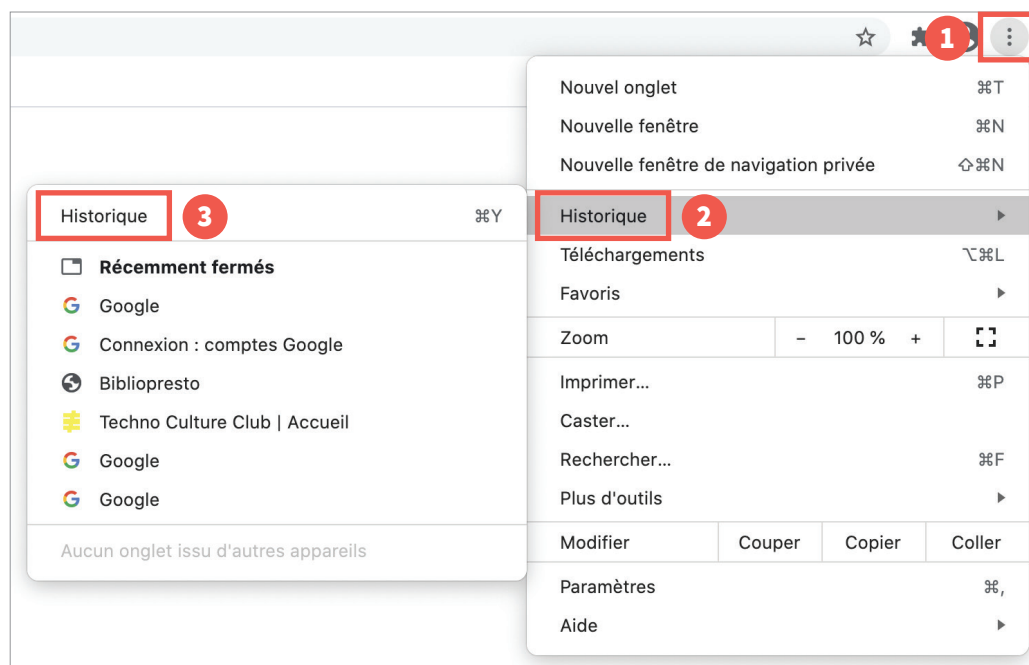 1
Nouvel onglet ⌘T
Nouvelle fenêtre ⌘N
Nouvelle fenêtre de navigation privée ⇧⌘N
Historique 2
Téléchargements ⌥⌘L
Favoris
Zoom - 100 % +
Imprimer... ⌘P
Caster...
Rechercher... ⌘F
Plus d'outils
Modifier Couper Copier Coller
Paramètres ⌘,
Aide
Historique 3 ⌘Y
Récemment fermés
Google
Connexion : comptes Google
Bibliopresto
Techno Culture Club | Accueil
Google
Google
Aucun onglet issu d'autres appareils